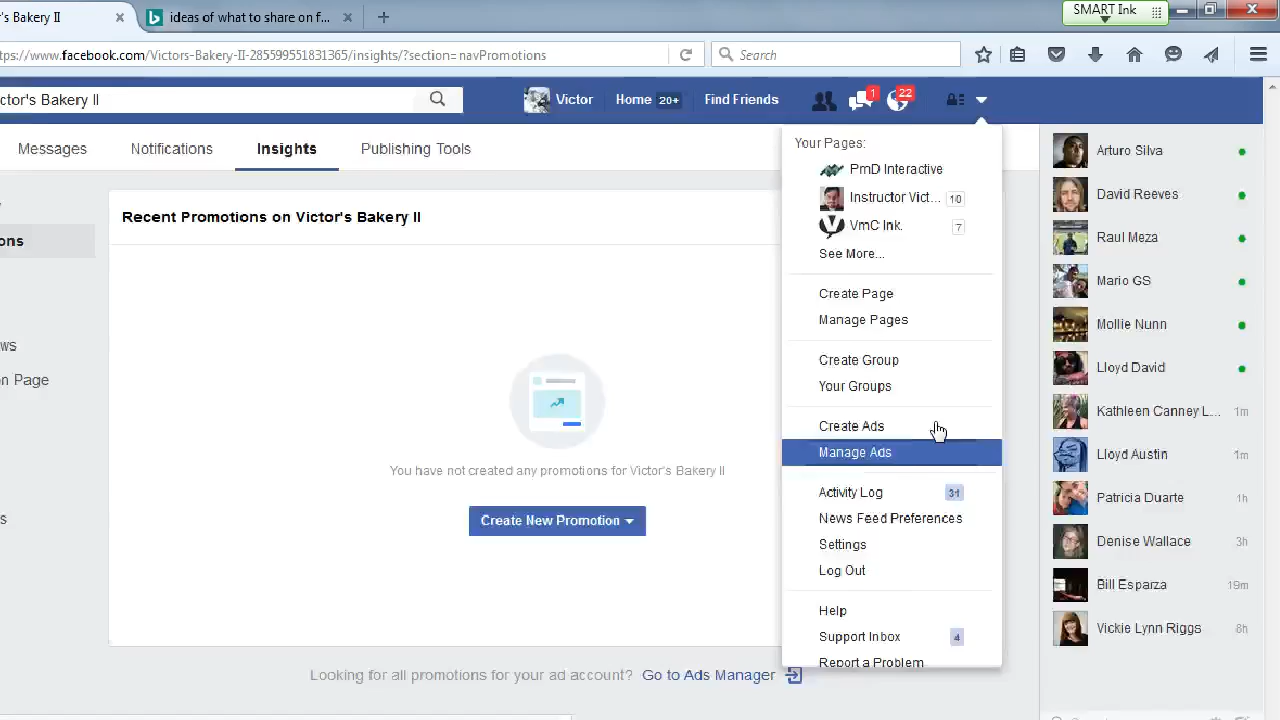 's Bakery II
ideas of what to share on f...
SMART Ink
ttps://www.facebook.com/Victors-Bakery-II-285599551831365/insights/?section=navPromotions
Search
ctor's Bakery II
Victor
Home 20+
Find Friends
1
22
Messages
Notifications
Insights
Publishing Tools
Your Pages:
PmD Interactive
Instructor Vict... 10
VmC Ink. 7
See More...
Create Page
Manage Pages
Create Group
Your Groups
Create Ads
Manage Ads
Activity Log 31
News Feed Preferences
Settings
Log Out
Help
Support Inbox 4
Report a Problem
ons
ws
n Page
s
Recent Promotions on Victor's Bakery II
You have not created any promotions for Victor's Bakery II
Create New Promotion
Looking for all promotions for your ad account? Go to Ads Manager
Arturo Silva
David Reeves
Raul Meza
Mario GS
Mollie Nunn
Lloyd David
Kathleen Canney L... 1m
Lloyd Austin 1m
Patricia Duarte 1h
Denise Wallace 3h
Bill Esparza 19m
Vickie Lynn Riggs 8h